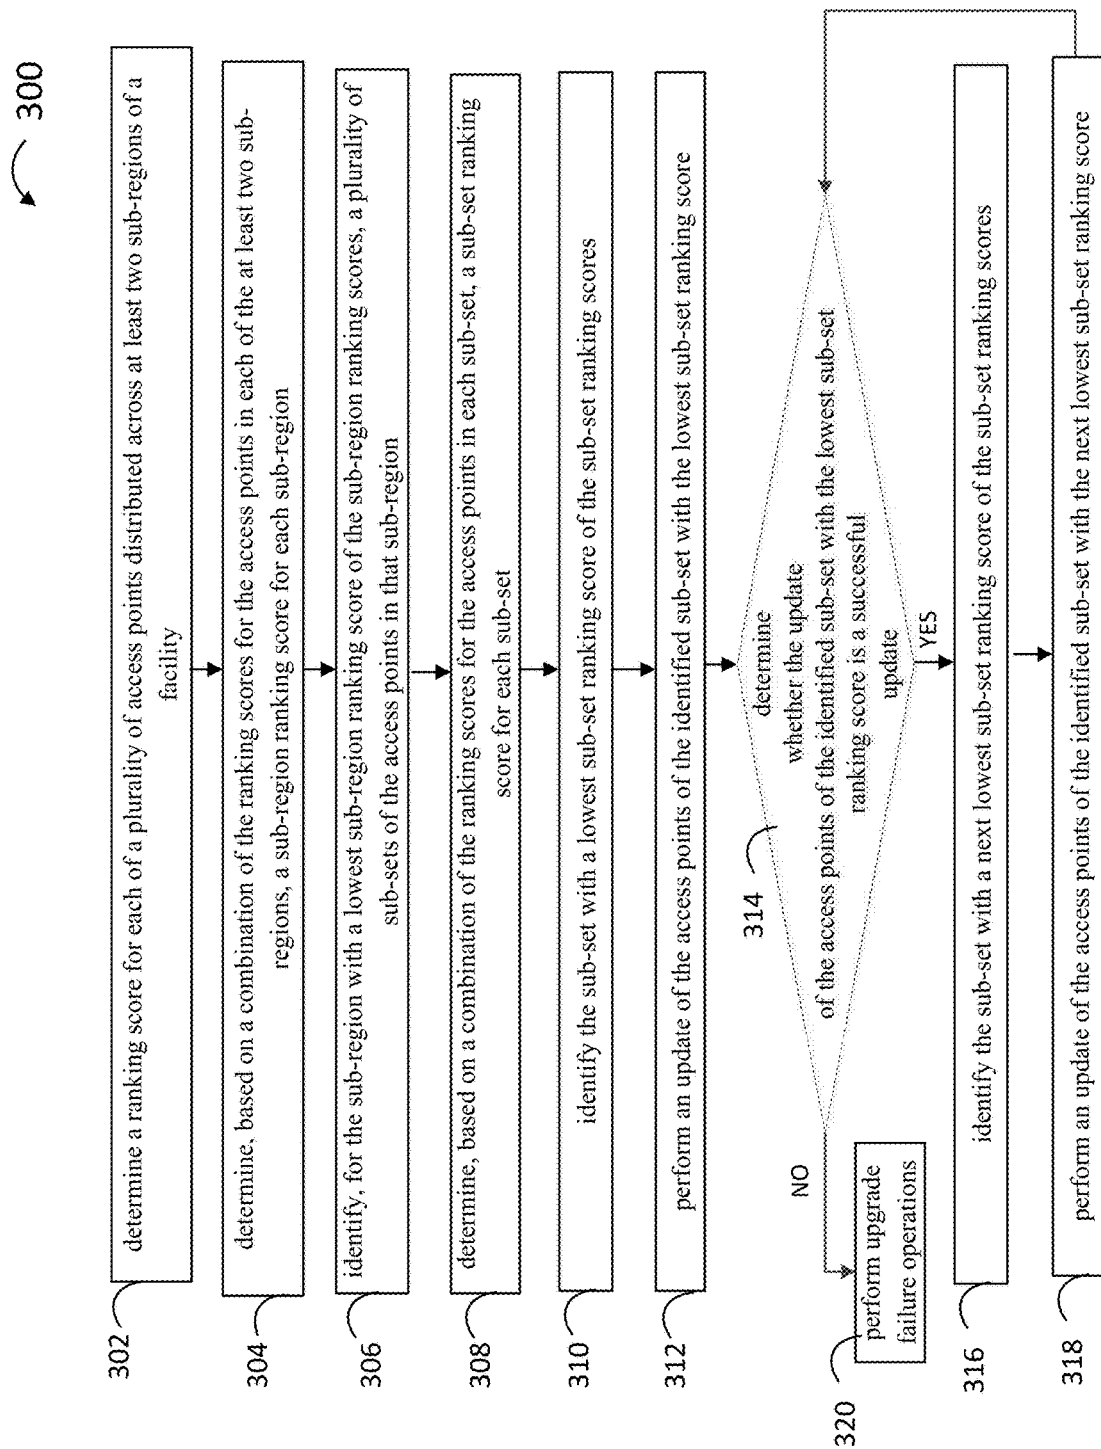 300
302
determine a ranking score for each of a plurality of access points distributed across at least two sub-regions of a
facility
304
determine, based on a combination of the ranking scores for the access points in each of the at least two sub-
regions, a sub-region ranking score for each sub-region
306
identify, for the sub-region with a lowest sub-region ranking score of the sub-region ranking scores, a plurality of
sub-sets of the access points in that sub-region
308
determine, based on a combination of the ranking scores for the access points in each sub-set, a sub-set ranking
score for each sub-set
310
identify the sub-set with a lowest sub-set ranking score of the sub-set ranking scores
312
perform an update of the access points of the identified sub-set with the lowest sub-set ranking score
314
determine
whether the update
of the access points of the identified sub-set with the lowest sub-set
ranking score is a successful
update
NO
YES
320
perform upgrade
failure operations
316
identify the sub-set with a next lowest sub-set ranking score of the sub-set ranking scores
318
perform an update of the access points of the identified sub-set with the next lowest sub-set ranking score